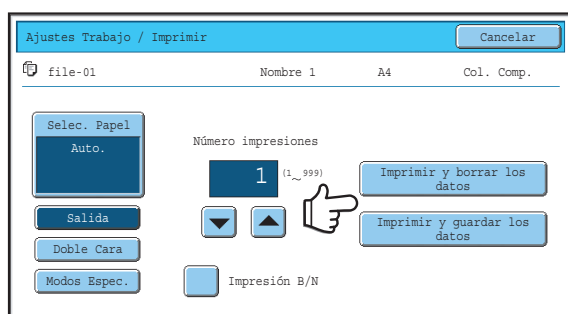 Ajustes Trabajo / Imprimir
Cancelar
file-01 Nombre 1 A4 Col. Comp.
Selec. Papel
Auto.
Número impresiones
1 (1~999)
Imprimir y borrar los
datos
Salida
Imprimir y guardar los
datos
Doble Cara
Modos Espec.
Impresión B/N